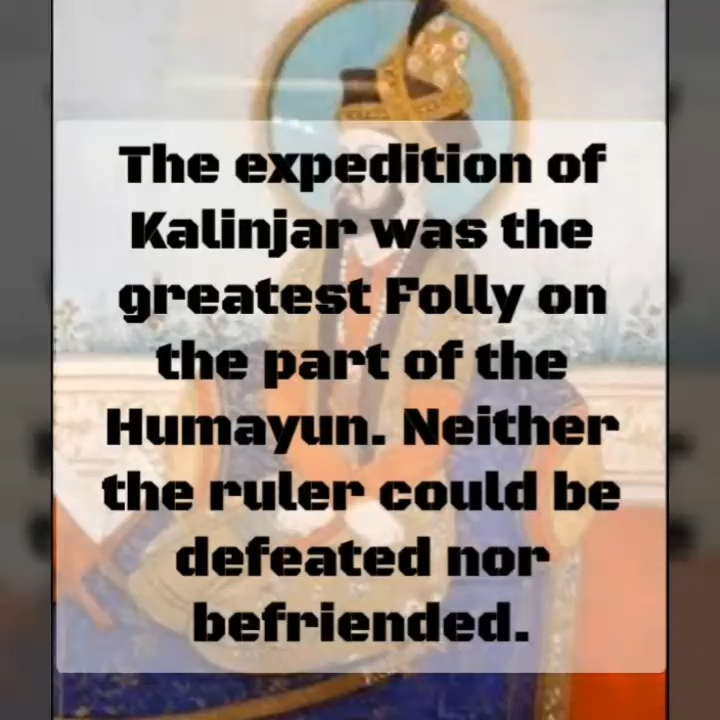 The expedition of
Kalinjar was the
greatest Folly on
the part of the
Humayun. Neither
the ruler could be
defeated nor
befriended.